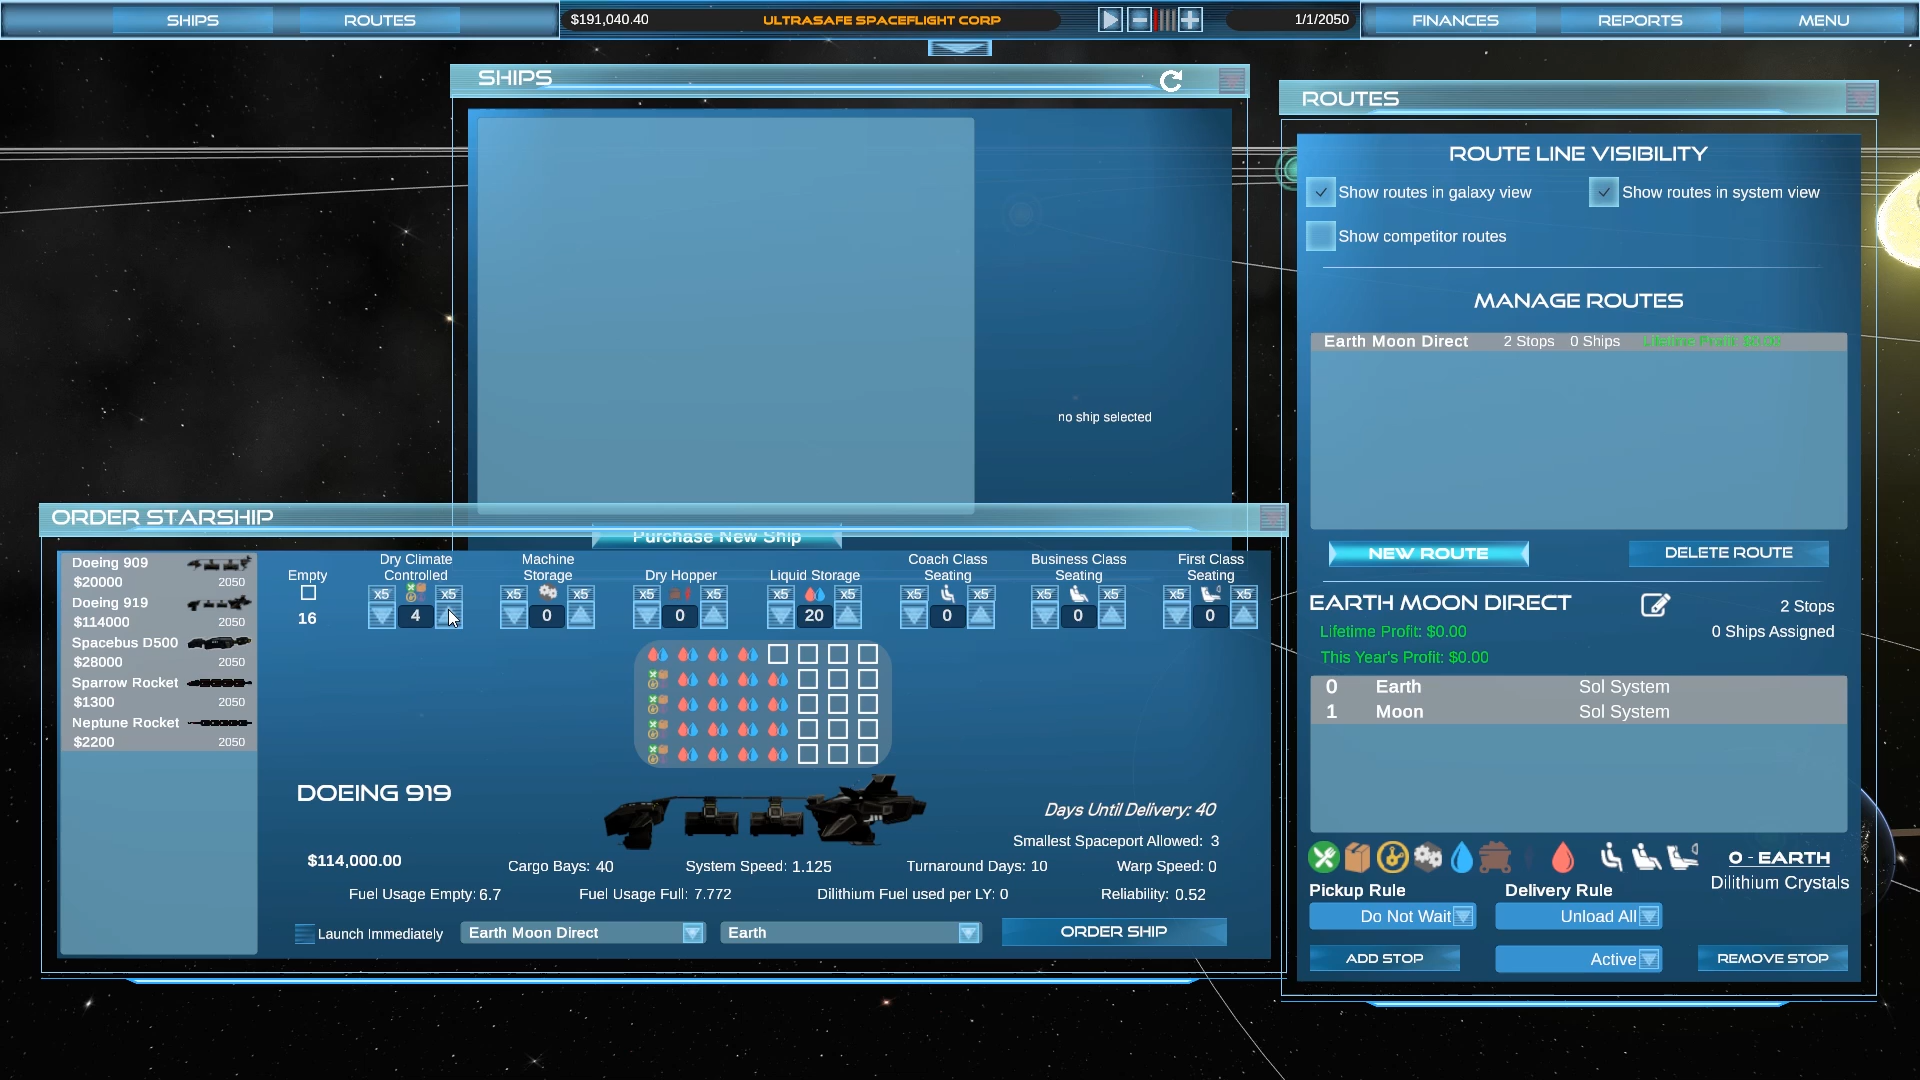 SHIPS
ROUTES
$191,040.40
ULTRASAFE SPACEFLIGHT CORP
1/1/2050
FINANCES
REPORTS
MENU
SHIPS
no ship selected
ROUTES
ROUTE LINE VISIBILITY
Show routes in galaxy view
Show routes in system view
Show competitor routes
MANAGE ROUTES
Earth Moon Direct 2 Stops 0 Ships Lifetime Profit: $0.00
NEW ROUTE
DELETE ROUTE
EARTH MOON DIRECT
2 Stops
Lifetime Profit: $0.00
0 Ships Assigned
This Year's Profit: $0.00
0 Earth Sol System
1 Moon Sol System
0 - EARTH
Dilithium Crystals
Pickup Rule
Delivery Rule
Do Not Wait
Unload All
ADD STOP
Active
REMOVE STOP
ORDER STARSHIP
Purchase New Ship
Doeing 909
$20000 2050
Doeing 919
$114000 2050
Spacebus D500
$28000 2050
Sparrow Rocket
$1300 2050
Neptune Rocket
$2200 2050
Empty
16
Dry Climate
Controlled
x5 x5
4
Machine
Storage
x5 x5
0
Dry Hopper
x5 x5
0
Liquid Storage
x5 x5
20
Coach Class
Seating
x5 x5
0
Business Class
Seating
x5 x5
0
First Class
Seating
x5 x5
0
DOEING 919
Days Until Delivery: 40
Smallest Spaceport Allowed: 3
$114,000.00
Cargo Bays: 40
System Speed: 1.125
Turnaround Days: 10
Warp Speed: 0
Fuel Usage Empty: 6.7
Fuel Usage Full: 7.772
Dilithium Fuel used per LY: 0
Reliability: 0.52
Launch Immediately
Earth Moon Direct
Earth
ORDER SHIP